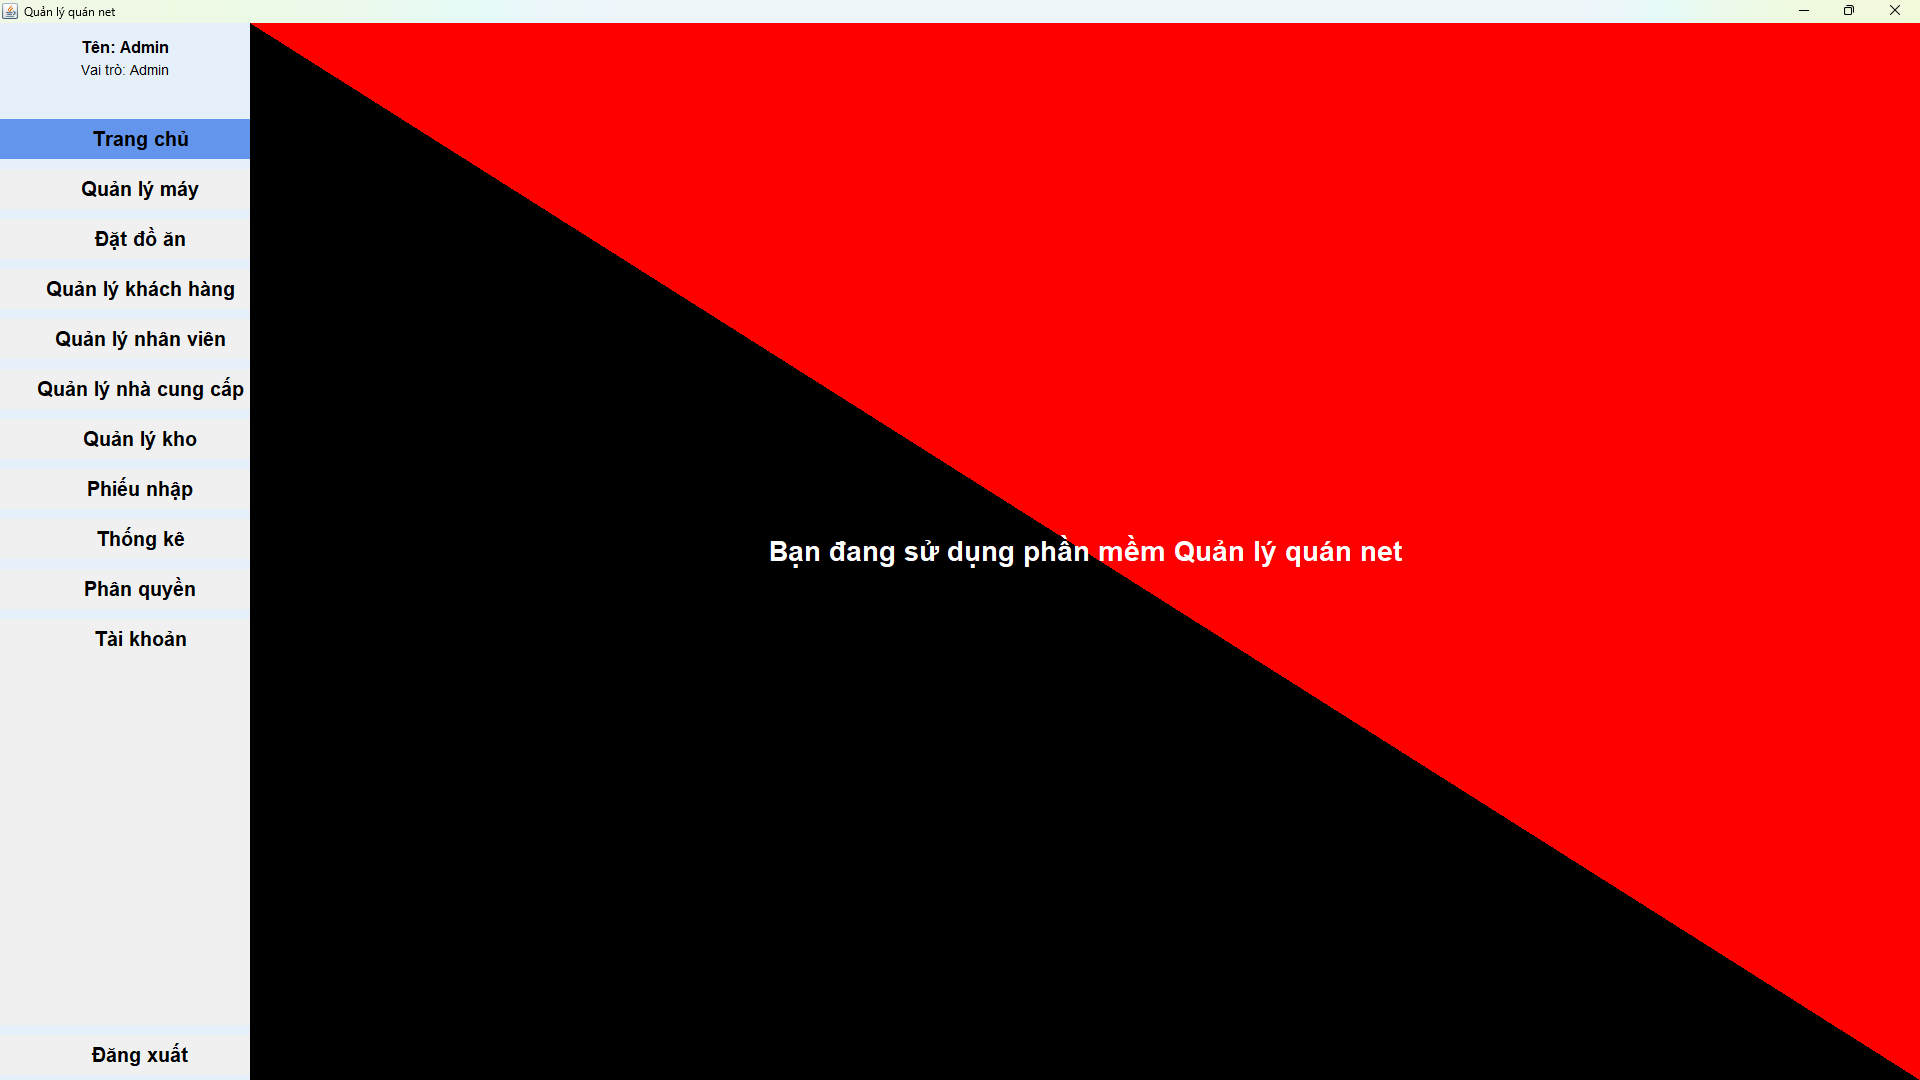 Quản lý quán net
Tên: Admin
Vai trò: Admin
Trang chủ
Quản lý máy
Đặt đồ ăn
Quản lý khách hàng
Quản lý nhân viên
Quản lý nhà cung cấp
Quản lý kho
Phiếu nhập
Thống kê
Phân quyền
Tài khoản
Đăng xuất
Bạn đang sử dụng phần mềm Quản lý quán net